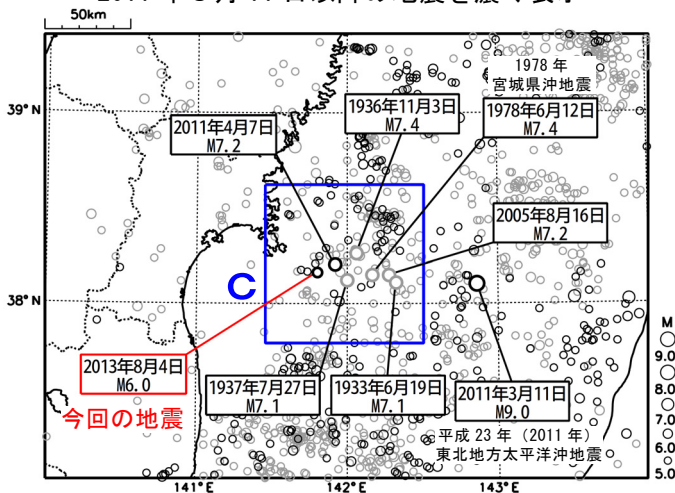 50km
39°N
38°N
141°E
142°E
143°E
1978 年
宮城県沖地震
1936年11月3日
M7.4
1978年6月12日
M7.4
2011年4月7日
M7.2
2005年8月16日
M7.2
C
2013年8月4日
M6.0
今回の地震
1937年7月27日
M7.1
1933年6月19日
M7.1
2011年3月11日
M9.0
平成 23 年 (2011 年)
東北地方太平洋沖地震
M
9.0
8.0
7.0
6.0
5.0